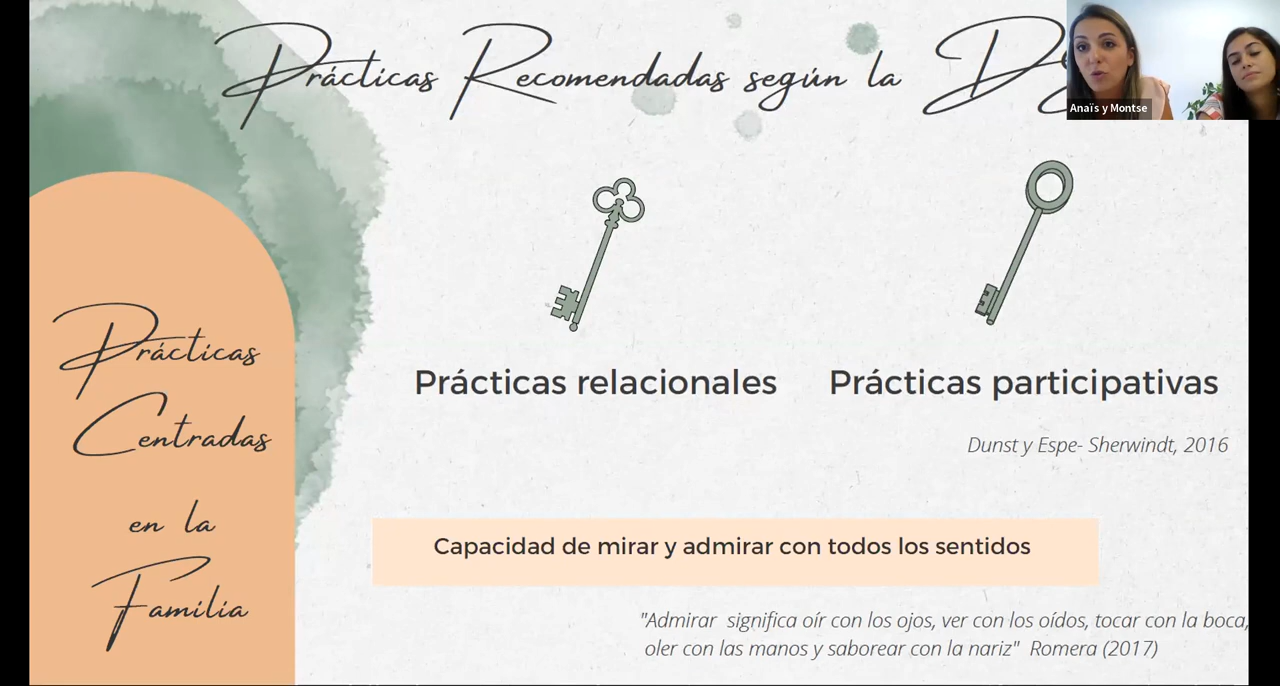 Prácticas Recomendadas según la
Anaïs y Montse
Prácticas
Centradas
en la
Familia
Prácticas relacionales
Prácticas participativas
Dunst y Espe- Sherwindt, 2016
Capacidad de mirar y admirar con todos los sentidos
"Admirar significa oír con los ojos, ver con los oídos, tocar con la boca,
oler con las manos y saborear con la nariz" Romera (2017)